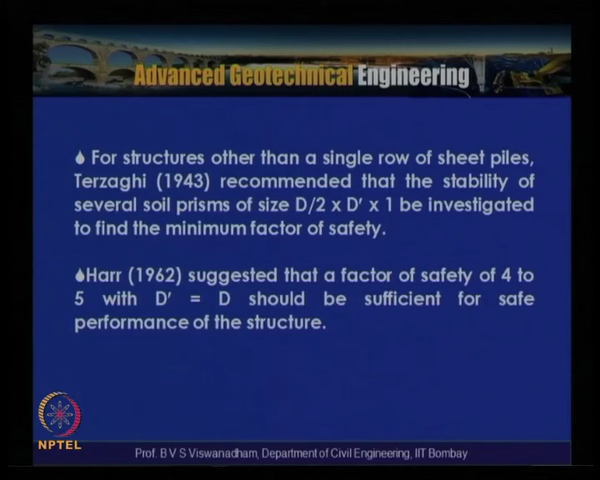 Advanced Geotechnical Engineering
For structures other than a single row of sheet piles,
Terzaghi (1943) recommended that the stability of
several soil prisms of size D/2 x D′ x 1 be investigated
to find the minimum factor of safety.
Harr (1962) suggested that a factor of safety of 4 to
5 with D′ = D should be sufficient for safe
performance of the structure.
NPTEL
Prof. B V S Viswanadham, Department of Civil Engineering, IIT Bombay